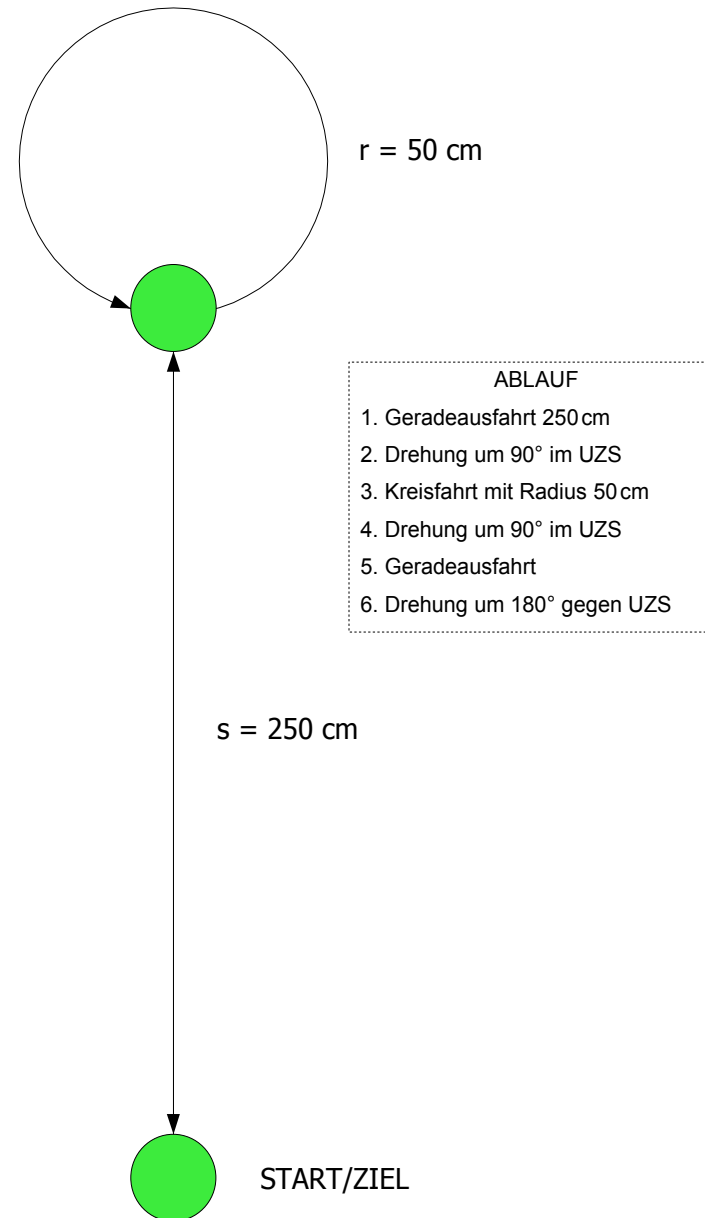 r = 50 cm
ABLAUF
1. Geradeausfahrt 250 cm
2. Drehung um 90° im UZS
3. Kreisfahrt mit Radius 50 cm
4. Drehung um 90° im UZS
5. Geradeausfahrt
6. Drehung um 180° gegen UZS
s = 250 cm
START/ZIEL